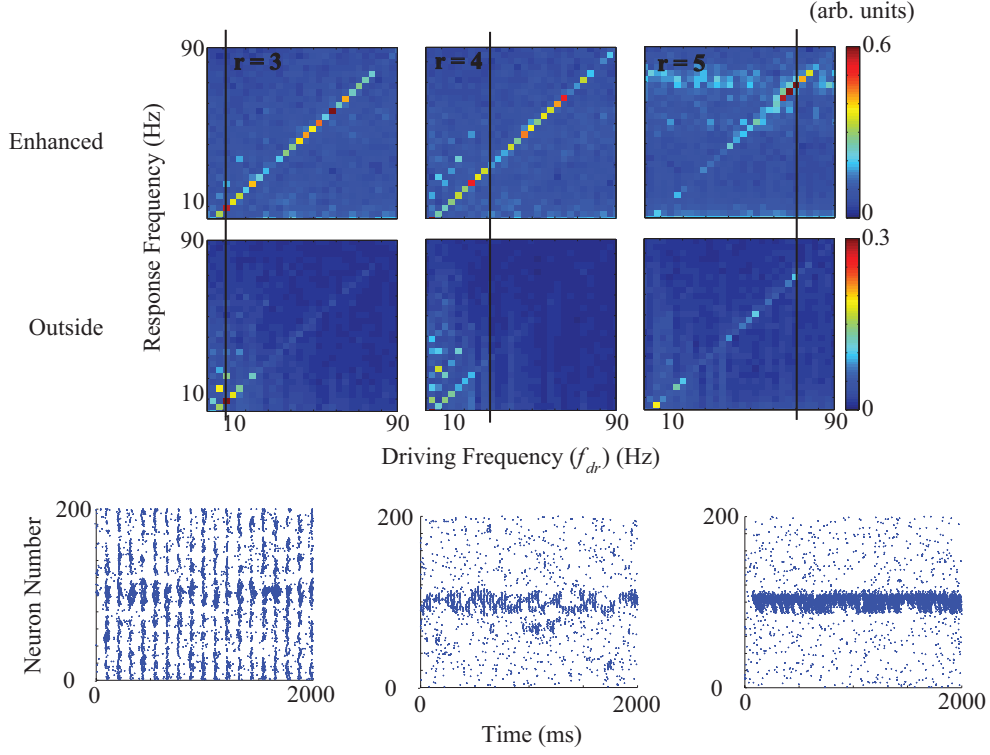 (arb. units)
90
r = 3
r = 4
r = 5
0.6
Enhanced
Response Frequency (Hz)
10
0
90
0.3
Outside
10
0
10
90
10
90
10
90
Driving Frequency (f_dr) (Hz)
200
200
200
Neuron Number
0
0
0
0
2000
0
2000
0
2000
Time (ms)